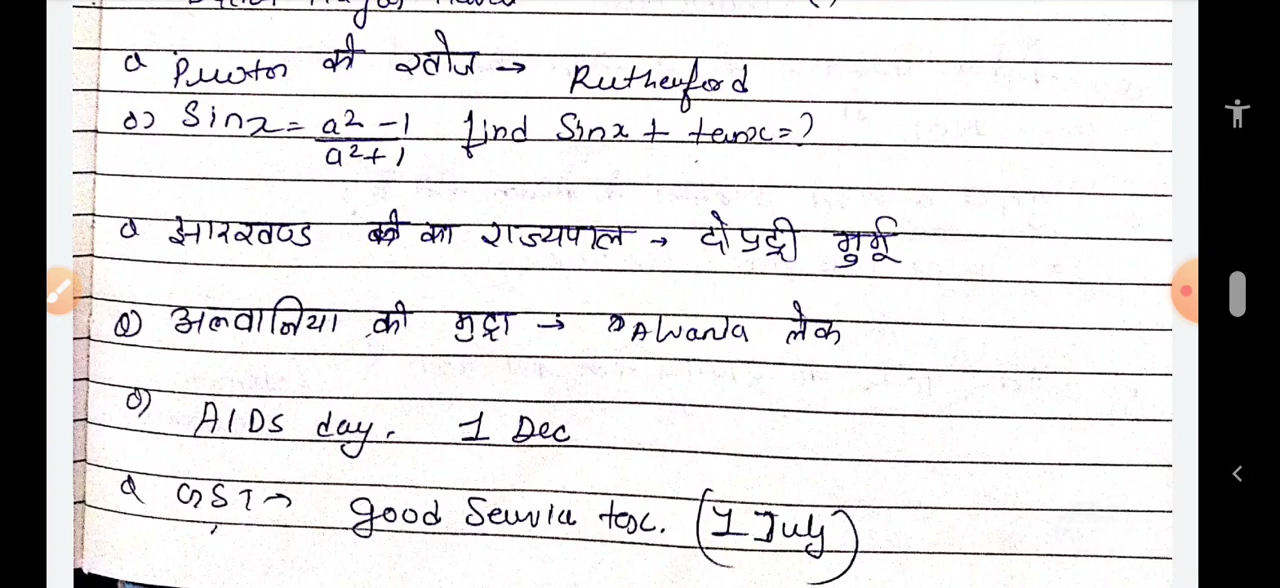 Q Proton की खोज → Rutherford
Q) Sinx = a²-1/a²+1 find Sinx + tanx = ?
Q झारखण्ड का राज्यपाल → द्रोपद्री मुर्मू
Q) अलवानिया की मुद्रा → Alvania लेक
Q) AIDs day. 1 Dec
Q GST → good Service tax. (1 July)